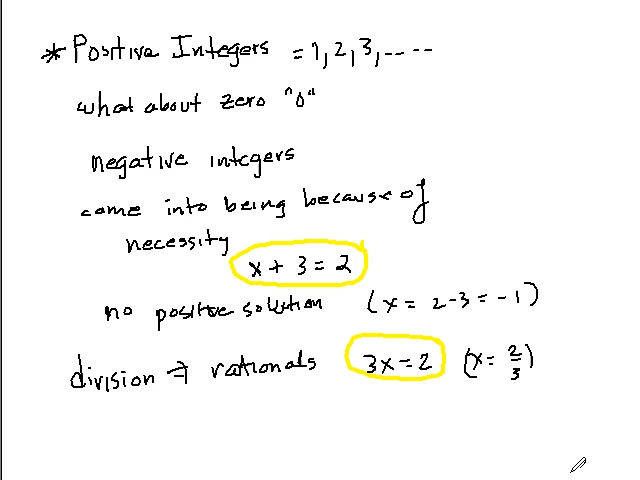 * Positive Integers = 1, 2, 3, .....
what about zero "0"
negative integers
came into being because of
necessity
x + 3 = 2
no positive solution (x = 2-3 = -1)
division → rationals 3x = 2 (x = 2/3)